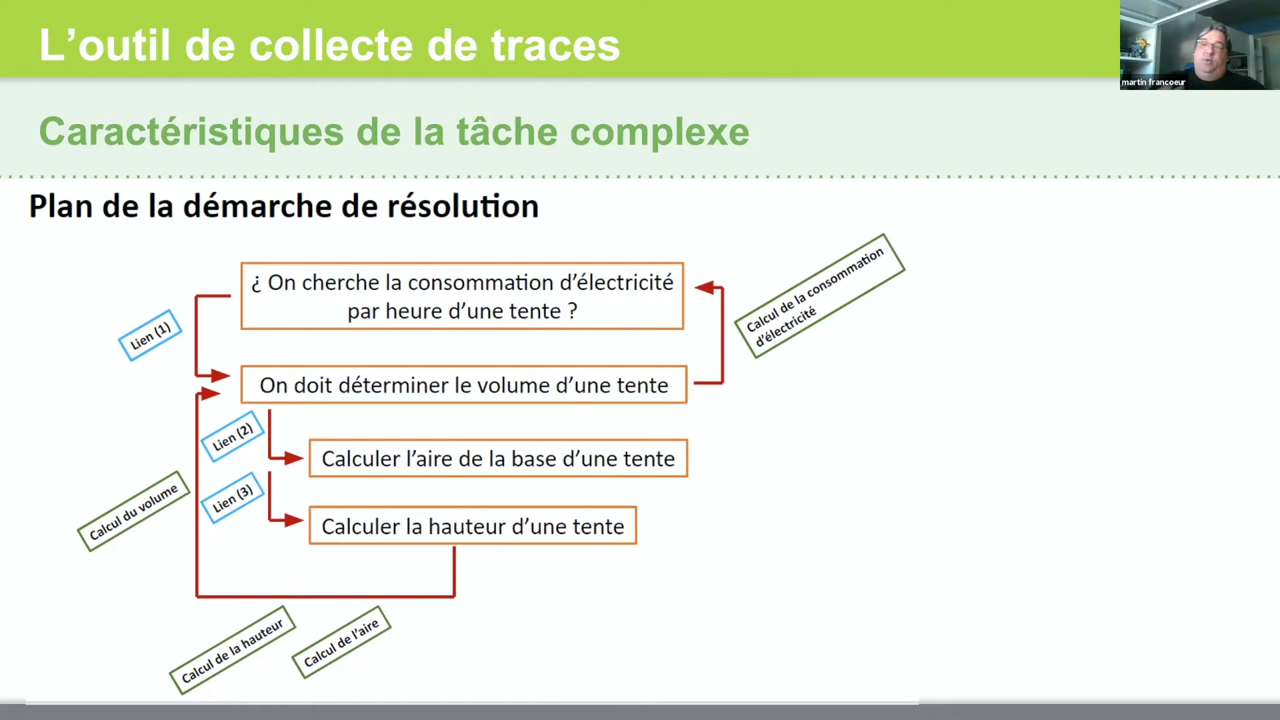 L'outil de collecte de traces
martin francoeur
Caractéristiques de la tâche complexe
Plan de la démarche de résolution
¿ On cherche la consommation d'électricité
par heure d'une tente ?
Calcul de la consommation
d'électricité
Lien (1)
On doit déterminer le volume d'une tente
Lien (2)
Calculer l'aire de la base d'une tente
Lien (3)
Calcul du volume
Calculer la hauteur d'une tente
Calcul de la hauteur
Calcul de l'aire